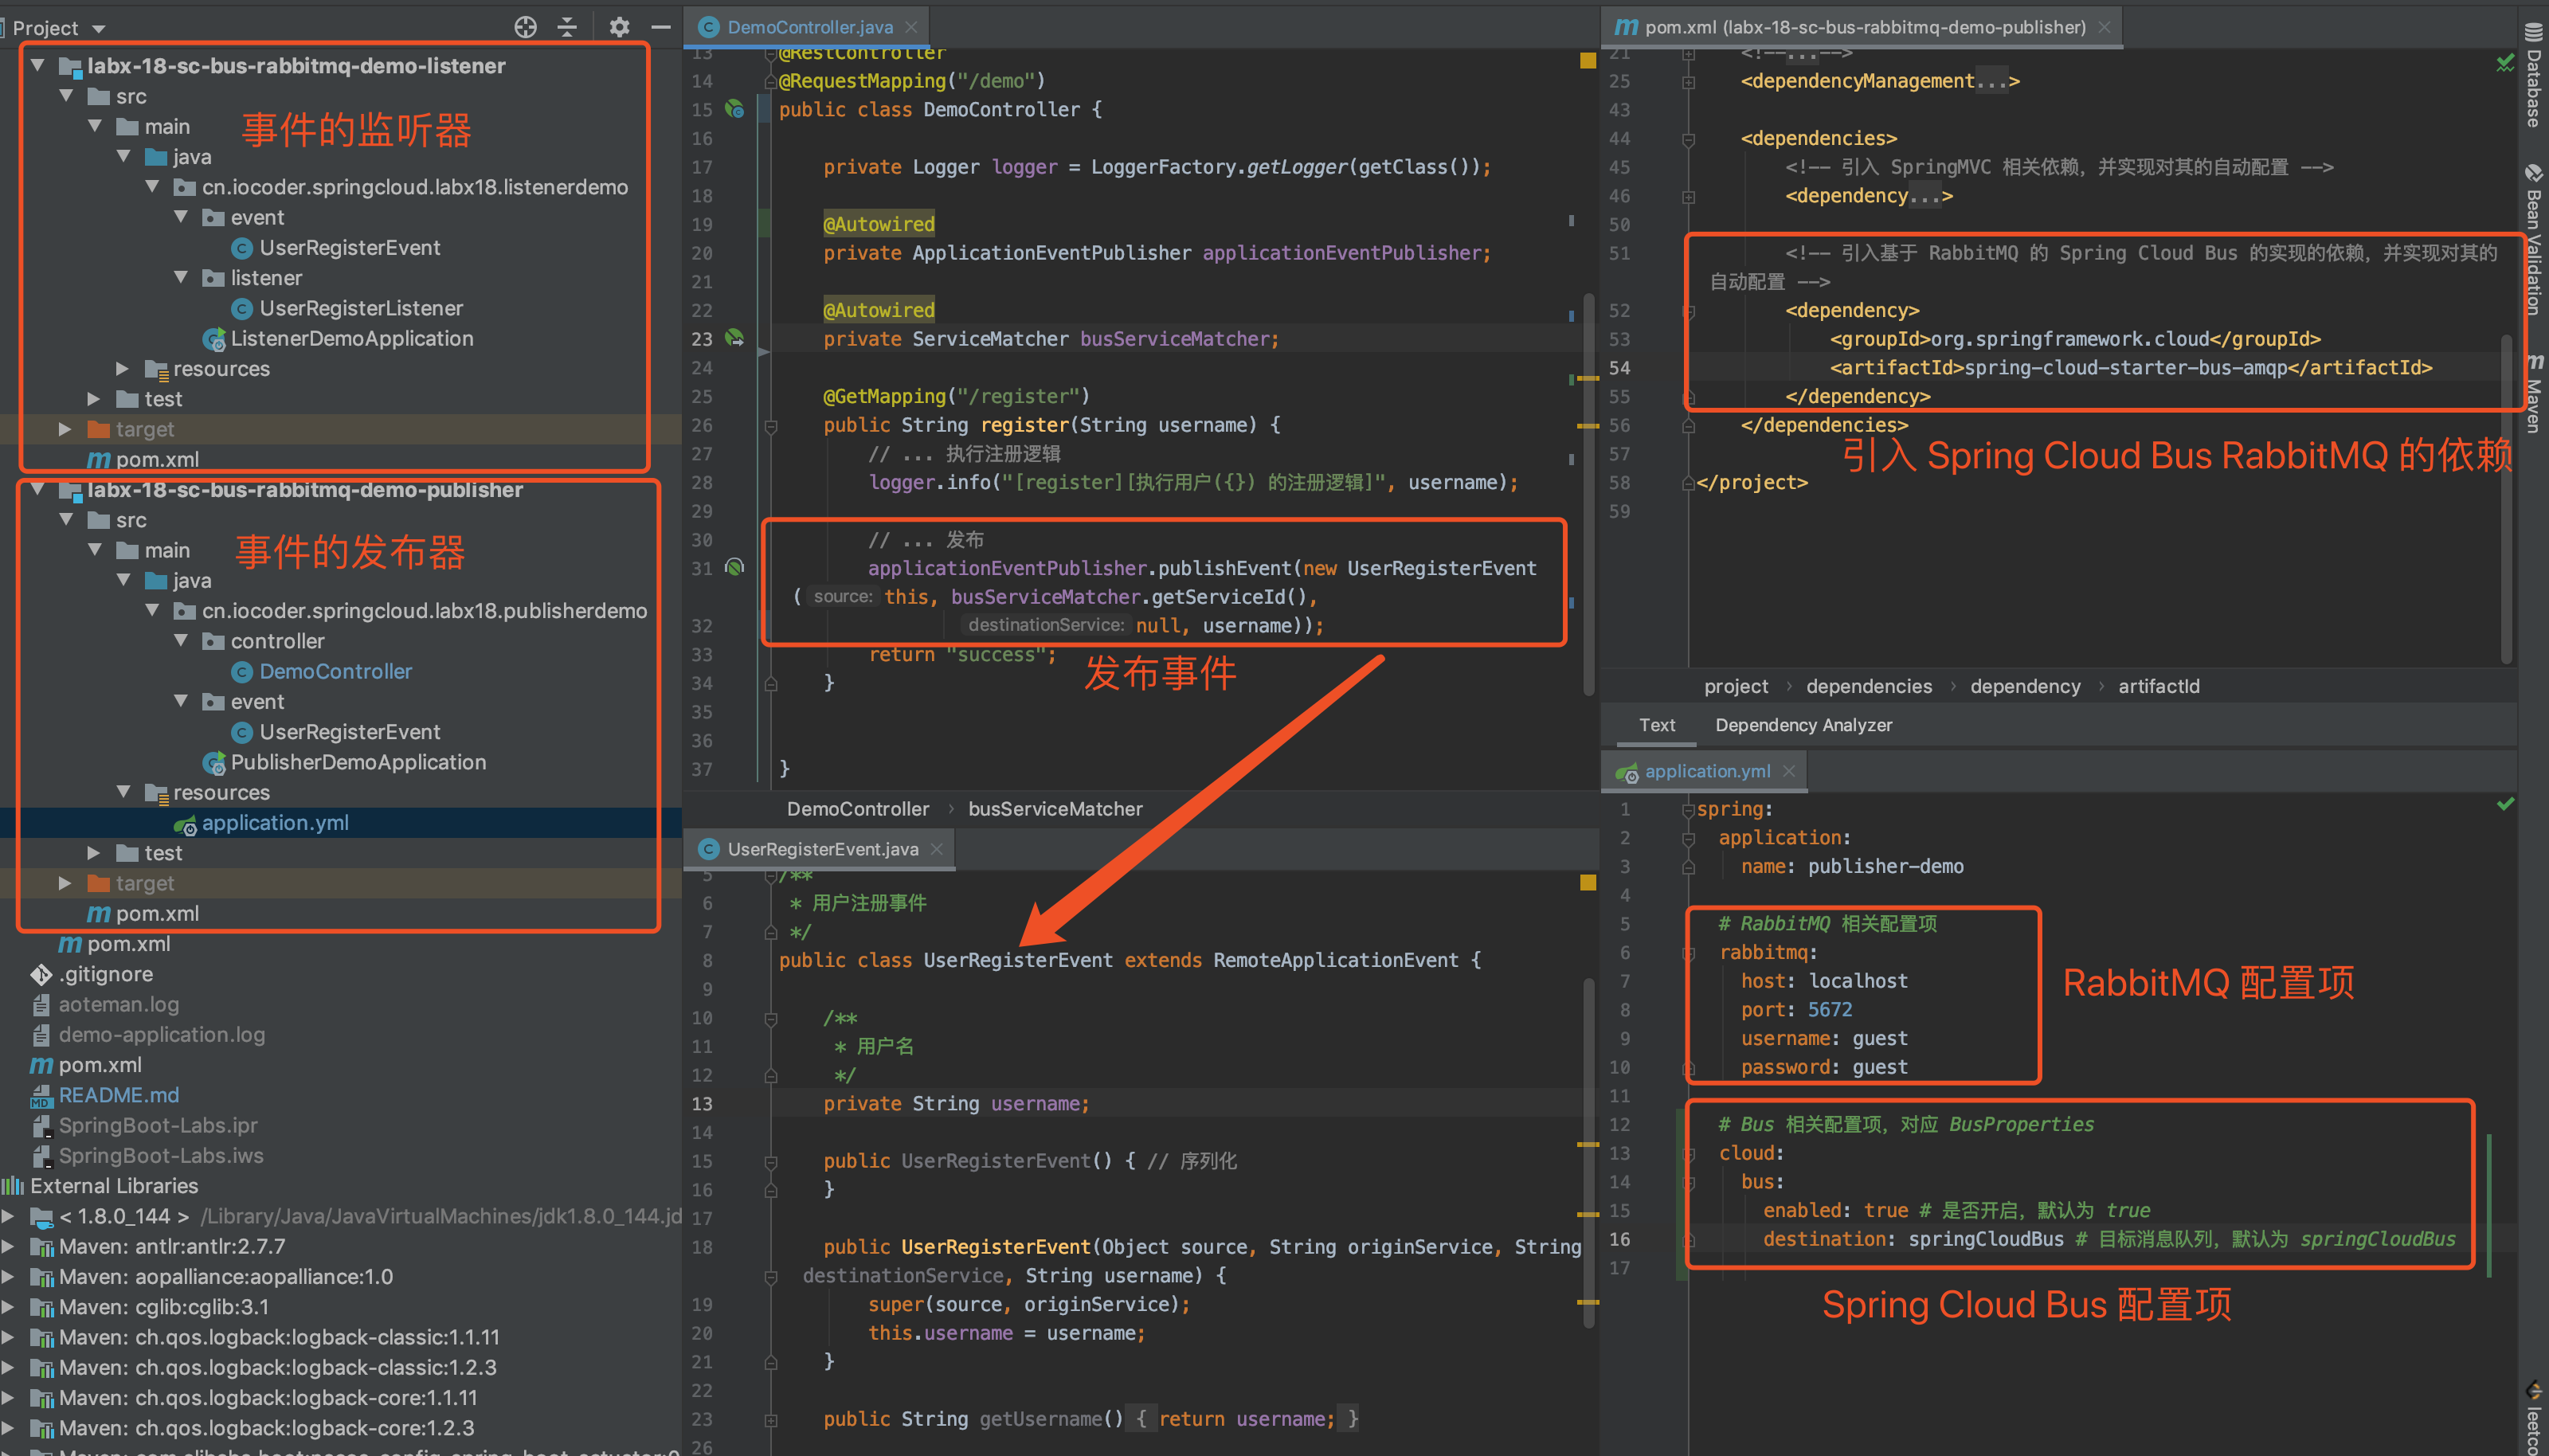 Project
labx-18-sc-bus-rabbitmq-demo-listener
src
main
事件的监听器
java
cn.iocoder.springcloud.labx18.listenerdemo
event
UserRegisterEvent
listener
UserRegisterListener
ListenerDemoApplication
resources
test
target
pom.xml
labx-18-sc-bus-rabbitmq-demo-publisher
src
main
事件的发布器
java
cn.iocoder.springcloud.labx18.publisherdemo
controller
DemoController
event
UserRegisterEvent
PublisherDemoApplication
resources
application.yml
test
target
pom.xml
pom.xml
.gitignore
aoteman.log
demo-application.log
pom.xml
README.md
SpringBoot-Labs.ipr
SpringBoot-Labs.iws
External Libraries
< 1.8.0_144 > /Library/Java/JavaVirtualMachines/jdk1.8.0_144.jd
Maven: antlr:antlr:2.7.7
Maven: aopalliance:aopalliance:1.0
Maven: cglib:cglib:3.1
Maven: ch.qos.logback:logback-classic:1.1.11
Maven: ch.qos.logback:logback-classic:1.2.3
Maven: ch.qos.logback:logback-core:1.1.11
Maven: ch.qos.logback:logback-core:1.2.3
DemoController.java
13 @RestController
14 @RequestMapping("/demo")
15 public class DemoController {
16
17 private Logger logger = LoggerFactory.getLogger(getClass());
18
19 @Autowired
20 private ApplicationEventPublisher applicationEventPublisher;
21
22 @Autowired
23 private ServiceMatcher busServiceMatcher;
24
25 @GetMapping("/register")
26 public String register(String username) {
27 // ... 执行注册逻辑
28 logger.info("[register][执行用户({}) 的注册逻辑]", username);
29
30 // ... 发布
31 applicationEventPublisher.publishEvent(new UserRegisterEvent
( source: this, busServiceMatcher.getServiceId(),
32 destinationService: null, username));
33 return "success";
发布事件
34 }
35
36
37 }
DemoController › busServiceMatcher
UserRegisterEvent.java
5 /**
6 * 用户注册事件
7 */
8 public class UserRegisterEvent extends RemoteApplicationEvent {
9
10 /**
11 * 用户名
12 */
13 private String username;
14
15 public UserRegisterEvent() { // 序列化
16 }
17
18 public UserRegisterEvent(Object source, String originService, String
destinationService, String username) {
19 super(source, originService);
20 this.username = username;
21 }
22
23 public String getUsername() { return username; }
26
pom.xml (labx-18-sc-bus-rabbitmq-demo-publisher)
21 <!--...-->
25 <dependencyManagement...>
43
44 <dependencies>
45 <!-- 引入 SpringMVC 相关依赖，并实现对其的自动配置 -->
46 <dependency...>
50
51 <!-- 引入基于 RabbitMQ 的 Spring Cloud Bus 的实现的依赖，并实现对其的
自动配置 -->
52 <dependency>
53 <groupId>org.springframework.cloud</groupId>
54 <artifactId>spring-cloud-starter-bus-amqp</artifactId>
55 </dependency>
56 </dependencies>
57
引入 Spring Cloud Bus RabbitMQ 的依赖
58 </project>
59
project › dependencies › dependency › artifactId
Text Dependency Analyzer
application.yml
1 spring:
2 application:
3 name: publisher-demo
4
5 # RabbitMQ 相关配置项
6 rabbitmq:
7 host: localhost
RabbitMQ 配置项
8 port: 5672
9 username: guest
10 password: guest
11
12 # Bus 相关配置项，对应 BusProperties
13 cloud:
14 bus:
15 enabled: true # 是否开启，默认为 true
16 destination: springCloudBus # 目标消息队列，默认为 springCloudBus
17
Spring Cloud Bus 配置项
Database
Bean Validation
Maven
leetco